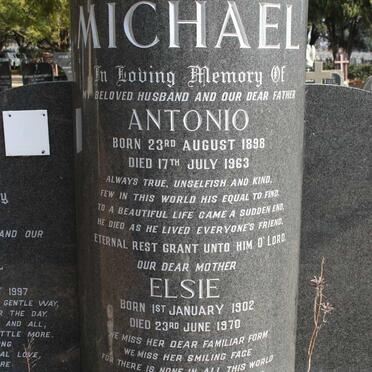 MICHAEL
In Loving Memory Of
MY BELOVED HUSBAND AND OUR DEAR FATHER
ANTONIO
BORN 23RD AUGUST 1898
DIED 17TH JULY 1963
ALWAYS TRUE, UNSELFISH AND KIND,
FEW IN THIS WORLD HIS EQUAL TO FIND.
TO A BEAUTIFUL LIFE CAME A SUDDEN END,
HE DIED AS HE LIVED EVERYONE'S FRIEND.
ETERNAL REST GRANT UNTO HIM O' LORD.
OUR DEAR MOTHER
ELSIE
BORN 1ST JANUARY 1902
DIED 23RD JUNE 1970
WE MISS HER DEAR FAMILIAR FORM
WE MISS HER SMILING FACE
FOR THERE IS NONE IN ALL THIS WORLD
AND OUR
1997
GENTLE WAY,
THE DAY.
AND ALL,
LITTLE MORE.
LOVE,